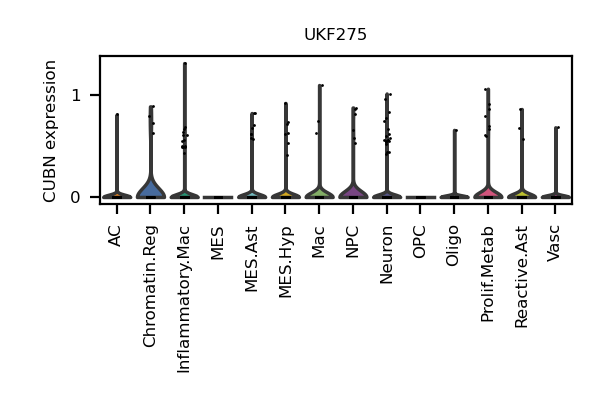 UKF275
CUBN expression
1
0
AC
Chromatin.Reg
Inflammatory.Mac
MES
MES.Ast
MES.Hyp
Mac
NPC
Neuron
OPC
Oligo
Prolif.Metab
Reactive.Ast
Vasc